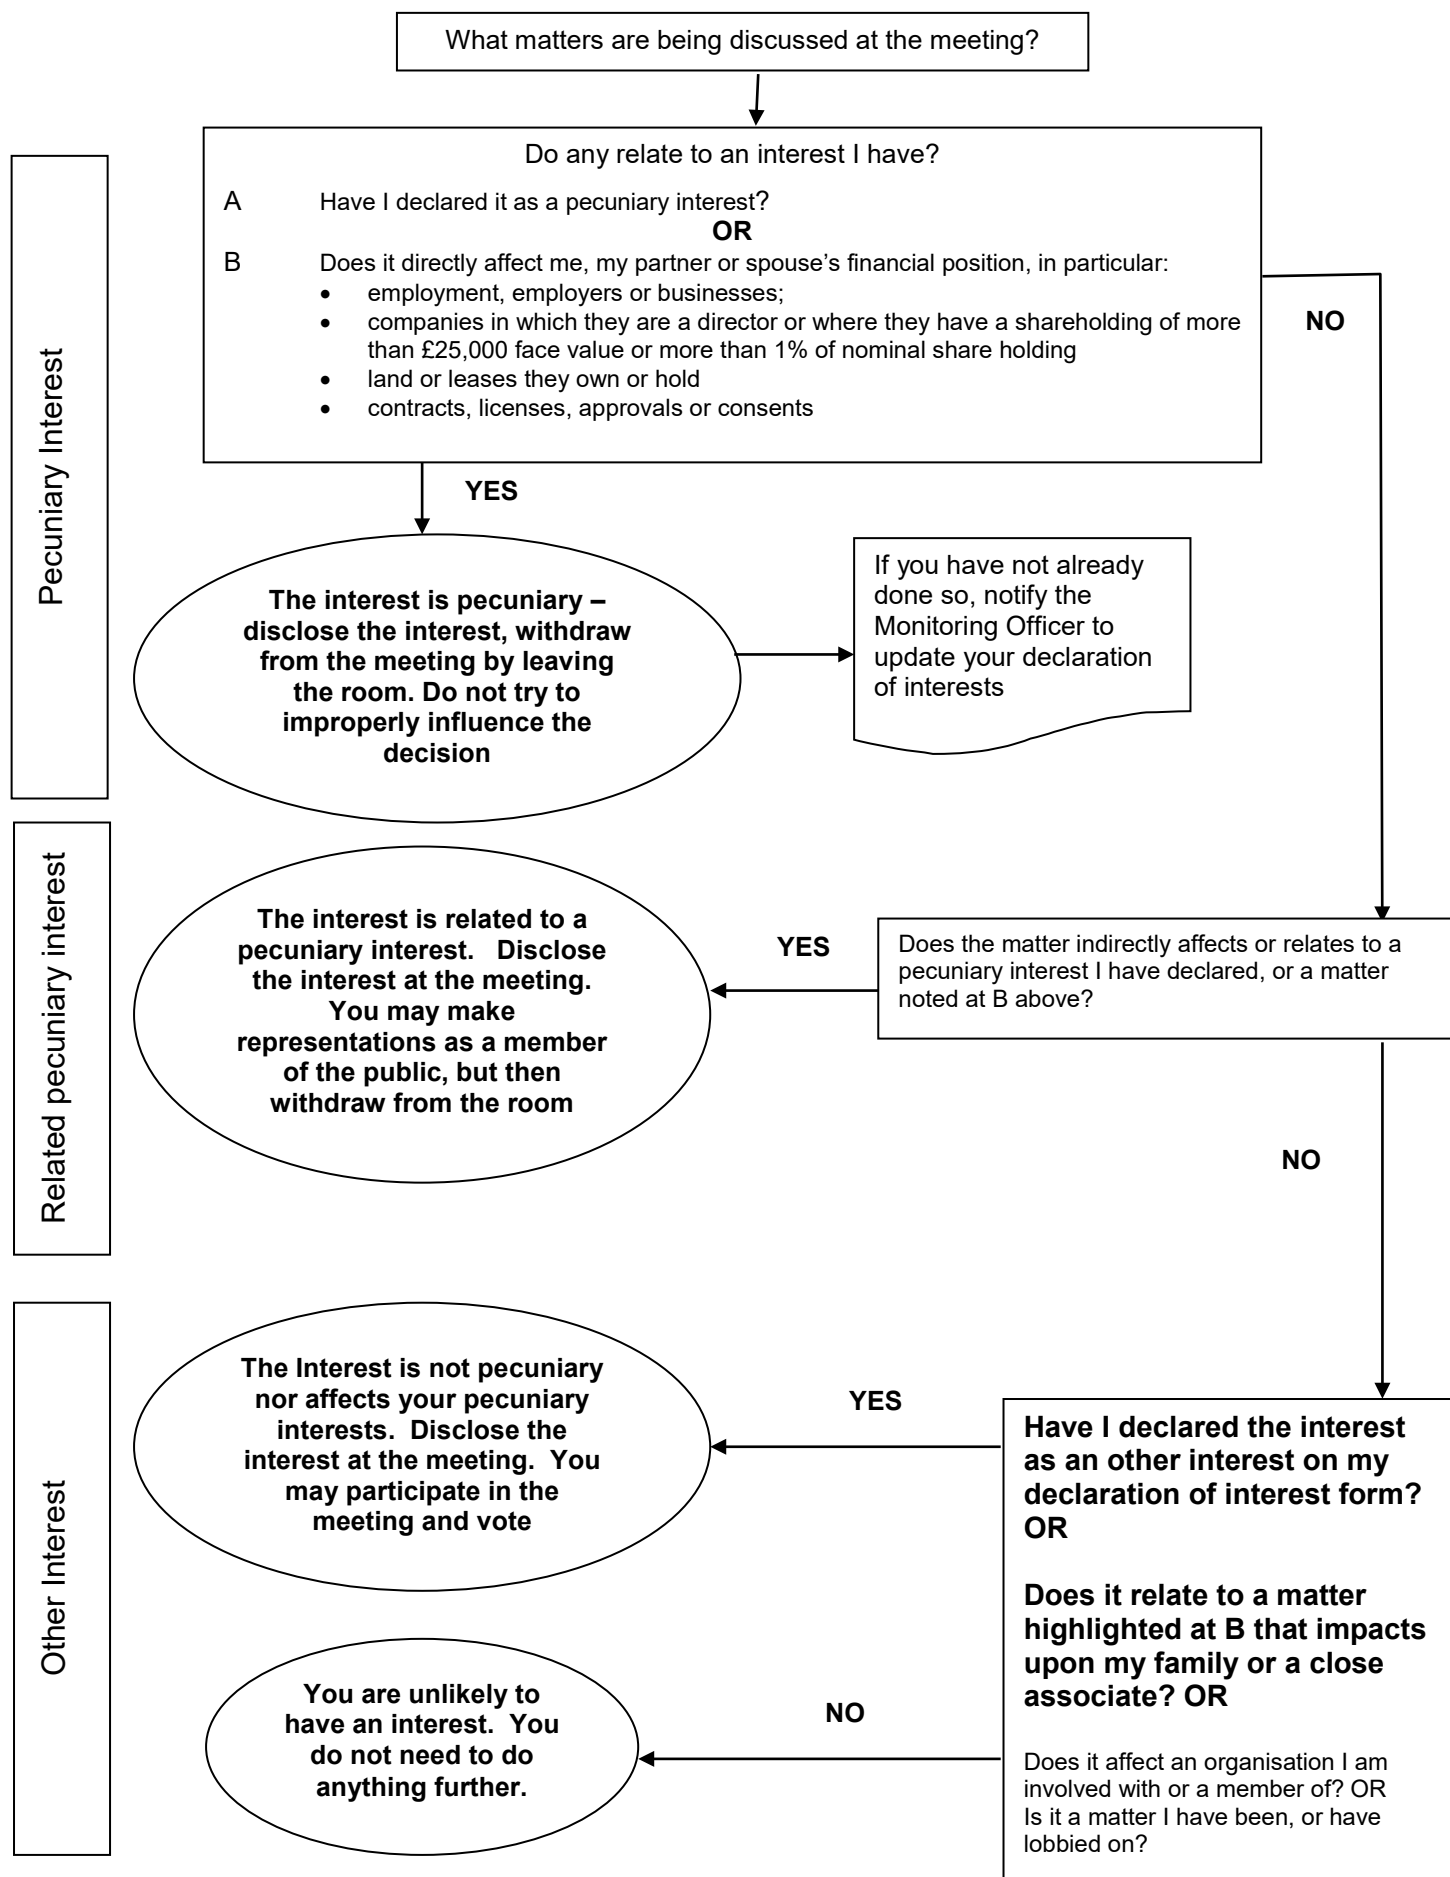 What matters are being discussed at the meeting?
Do any relate to an interest I have?
A Have I declared it as a pecuniary interest?
OR
B Does it directly affect me, my partner or spouse’s financial position, in particular:
• employment, employers or businesses;
• companies in which they are a director or where they have a shareholding of more
than £25,000 face value or more than 1% of nominal share holding
• land or leases they own or hold
• contracts, licenses, approvals or consents
NO
Pecuniary Interest
YES
The interest is pecuniary –
disclose the interest, withdraw
from the meeting by leaving
the room. Do not try to
improperly influence the
decision
If you have not already
done so, notify the
Monitoring Officer to
update your declaration
of interests
Related pecuniary interest
The interest is related to a
pecuniary interest. Disclose
the interest at the meeting.
You may make
representations as a member
of the public, but then
withdraw from the room
YES
Does the matter indirectly affects or relates to a
pecuniary interest I have declared, or a matter
noted at B above?
NO
Other Interest
The Interest is not pecuniary
nor affects your pecuniary
interests. Disclose the
interest at the meeting. You
may participate in the
meeting and vote
YES
Have I declared the interest
as an other interest on my
declaration of interest form?
OR
Does it relate to a matter
highlighted at B that impacts
upon my family or a close
associate? OR
Does it affect an organisation I am
involved with or a member of? OR
Is it a matter I have been, or have
lobbied on?
NO
You are unlikely to
have an interest. You
do not need to do
anything further.